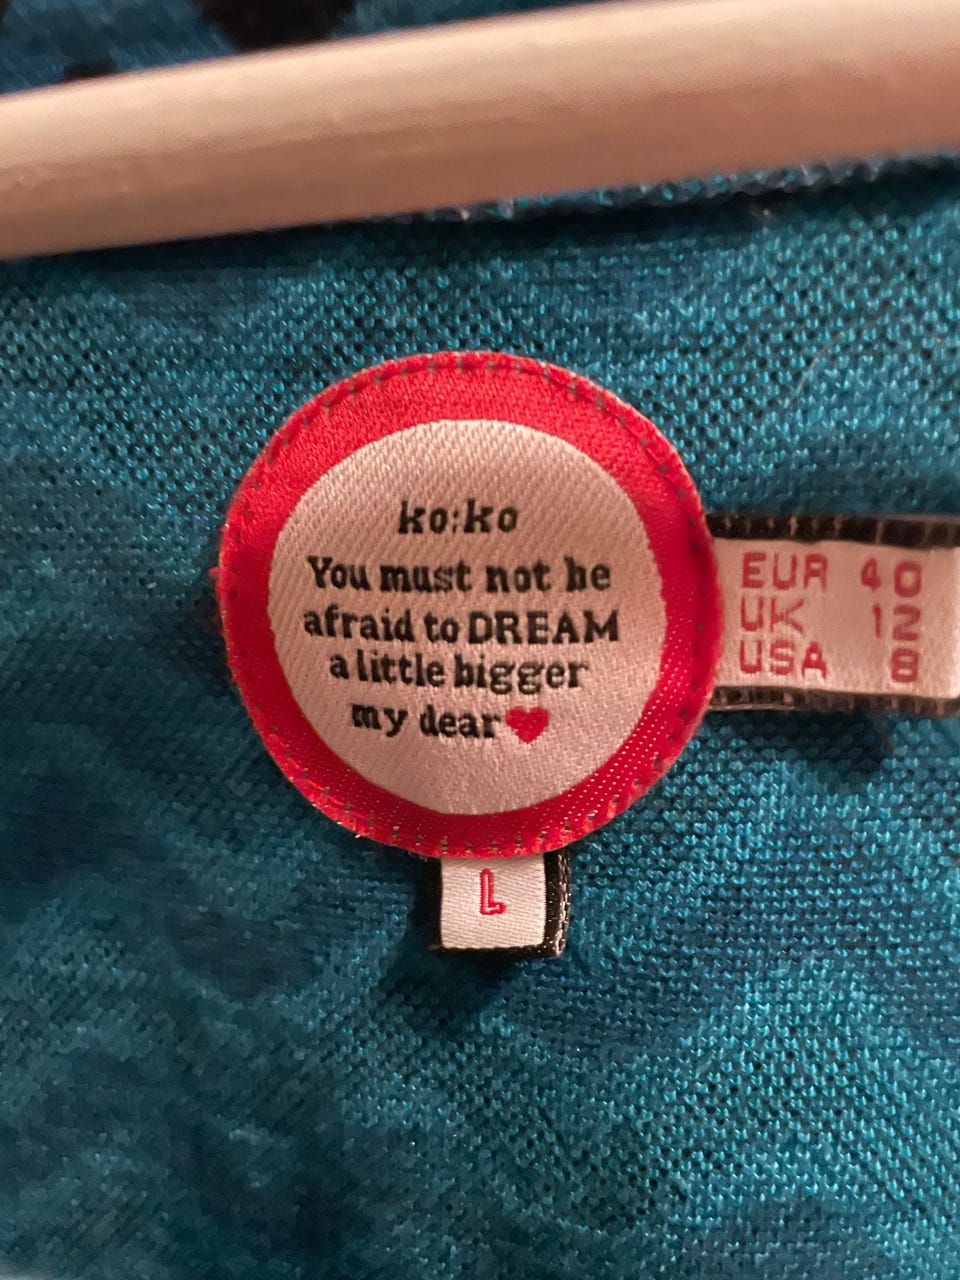 ko:ko
You must not be
afraid to DREAM
a little bigger
my dear♥
EUR 40
UK 12
USA 8
L